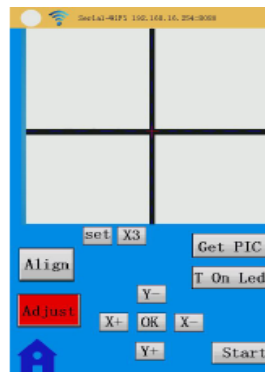 Serial-WIFI 192.168.16.254:8080
set X3
Get PIC
Align
T On Led
Adjust
Y-
X+ OK X-
Y+
Start